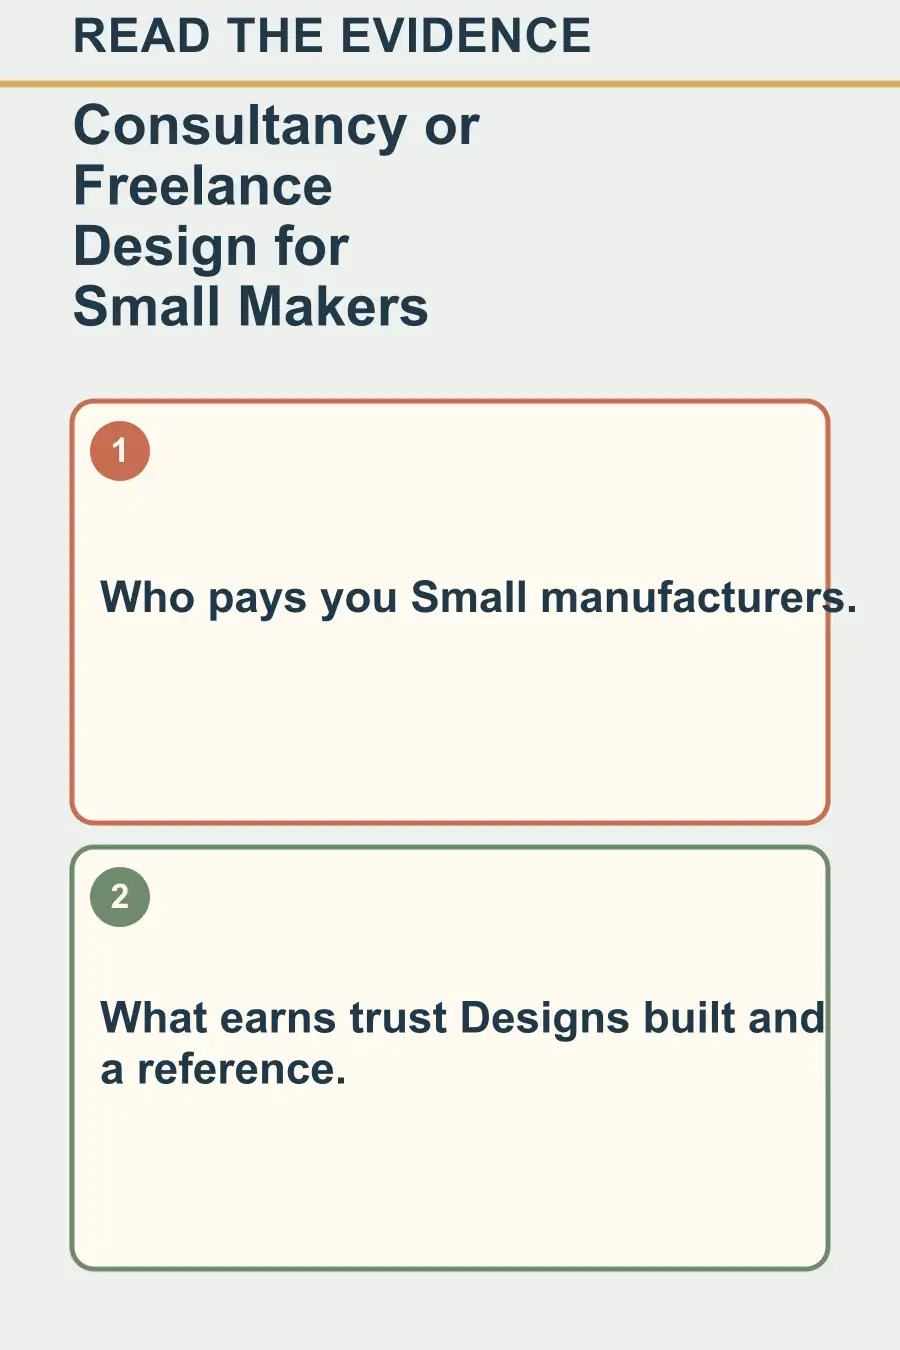 READ THE EVIDENCE
Consultancy or
Freelance
Design for
Small Makers
1
Who pays you Small manufacturers.
2
What earns trust Designs built and
a reference.